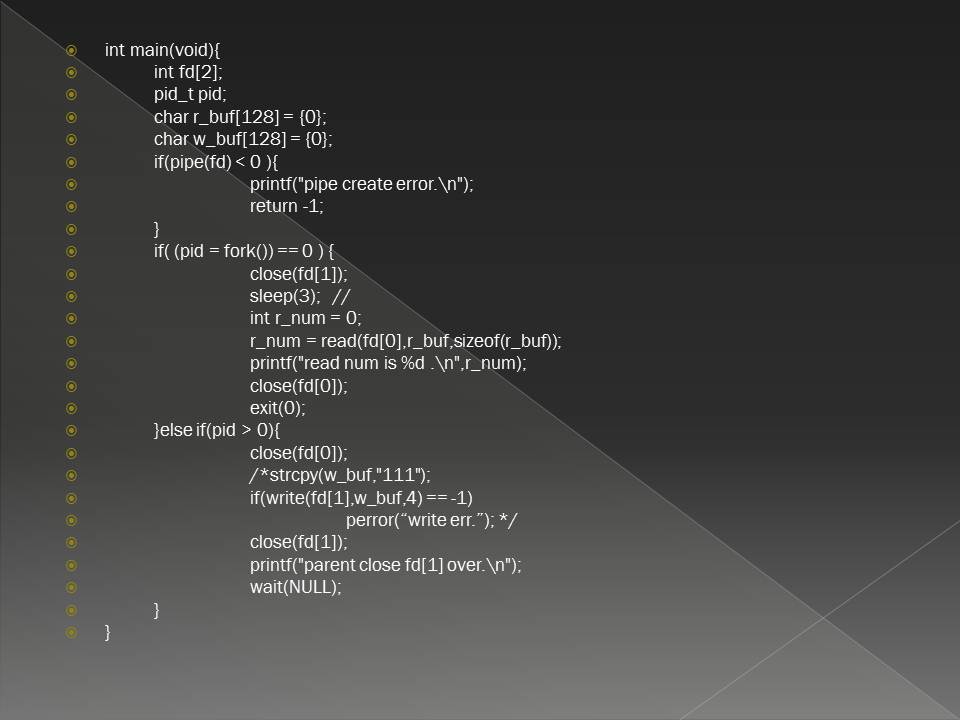 int main(void){
int fd[2];
pid_t pid;
char r_buf[128] = {0};
char w_buf[128] = {0};
if(pipe(fd) < 0 ){
printf("pipe create error.\n");
return -1;
}
if( (pid = fork()) == 0 ) {
close(fd[1]);
sleep(3); //
int r_num = 0;
r_num = read(fd[0],r_buf,sizeof(r_buf));
printf("read num is %d .\n",r_num);
close(fd[0]);
exit(0);
}else if(pid > 0){
close(fd[0]);
/*strcpy(w_buf,"111");
if(write(fd[1],w_buf,4) == -1)
perror(“write err.”); */
close(fd[1]);
printf("parent close fd[1] over.\n");
wait(NULL);
}
}